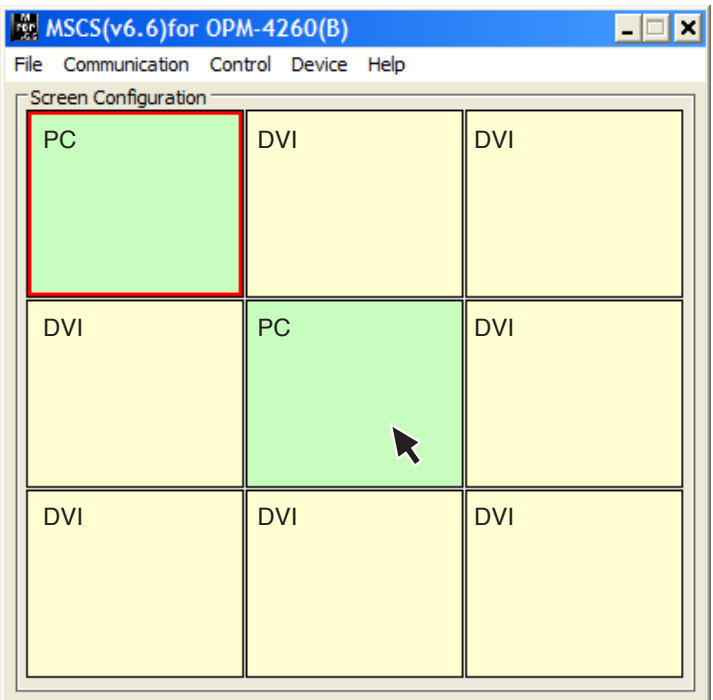 MSCS(v6.6)for OPM-4260(B)
File Communication Control Device Help
Screen Configuration
PC DVI DVI
DVI PC DVI
DVI DVI DVI